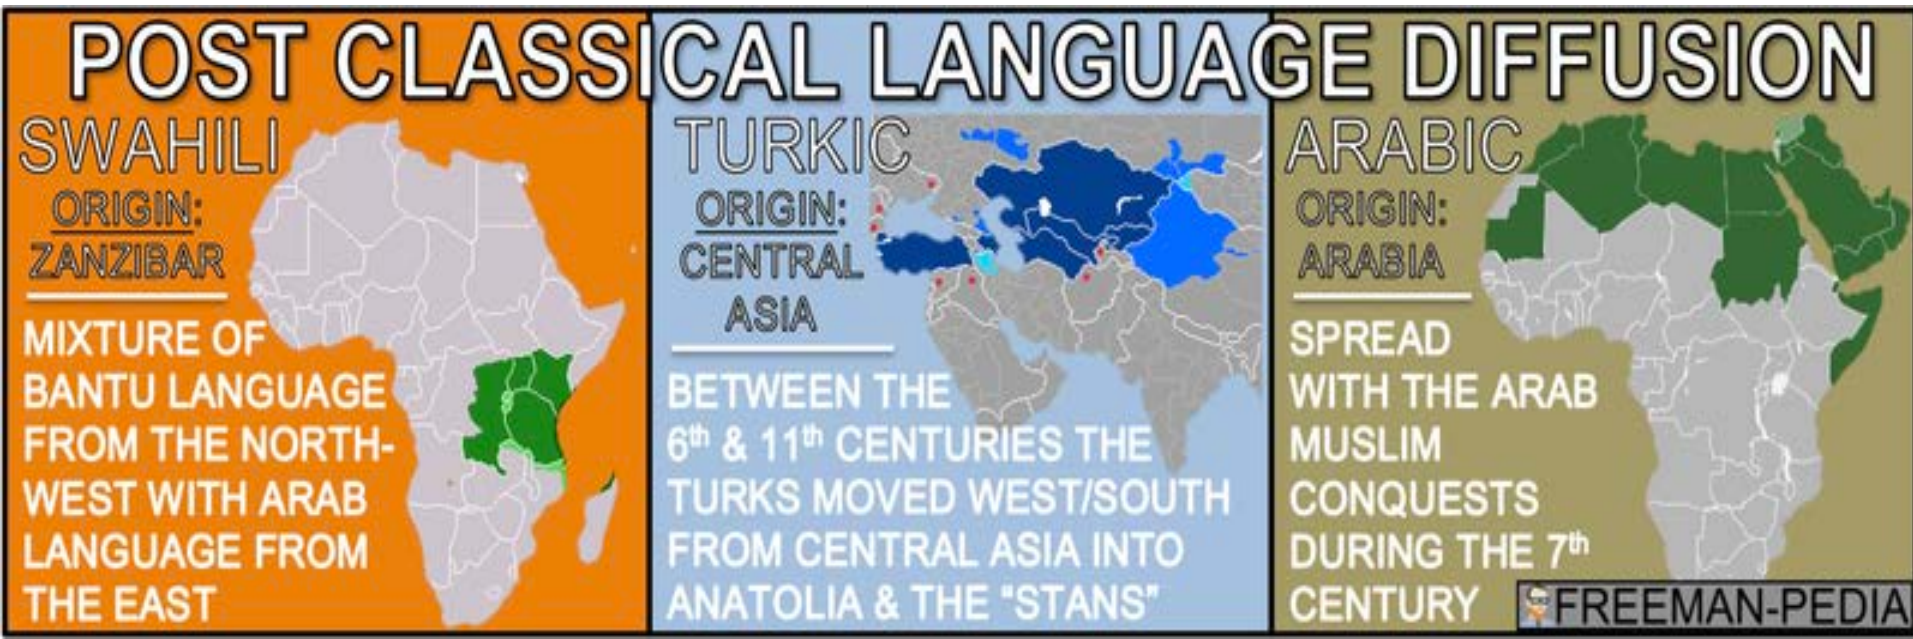 POST CLASSICAL LANGUAGE DIFFUSION
SWAHILI
ORIGIN:
ZANZIBAR
MIXTURE OF
BANTU LANGUAGE
FROM THE NORTH-
WEST WITH ARAB
LANGUAGE FROM
THE EAST
TURKIC
ORIGIN:
CENTRAL
ASIA
BETWEEN THE
6th & 11th CENTURIES THE
TURKS MOVED WEST/SOUTH
FROM CENTRAL ASIA INTO
ANATOLIA & THE "STANS"
ARABIC
ORIGIN:
ARABIA
SPREAD
WITH THE ARAB
MUSLIM
CONQUESTS
DURING THE 7th
CENTURY
FREEMAN-PEDIA